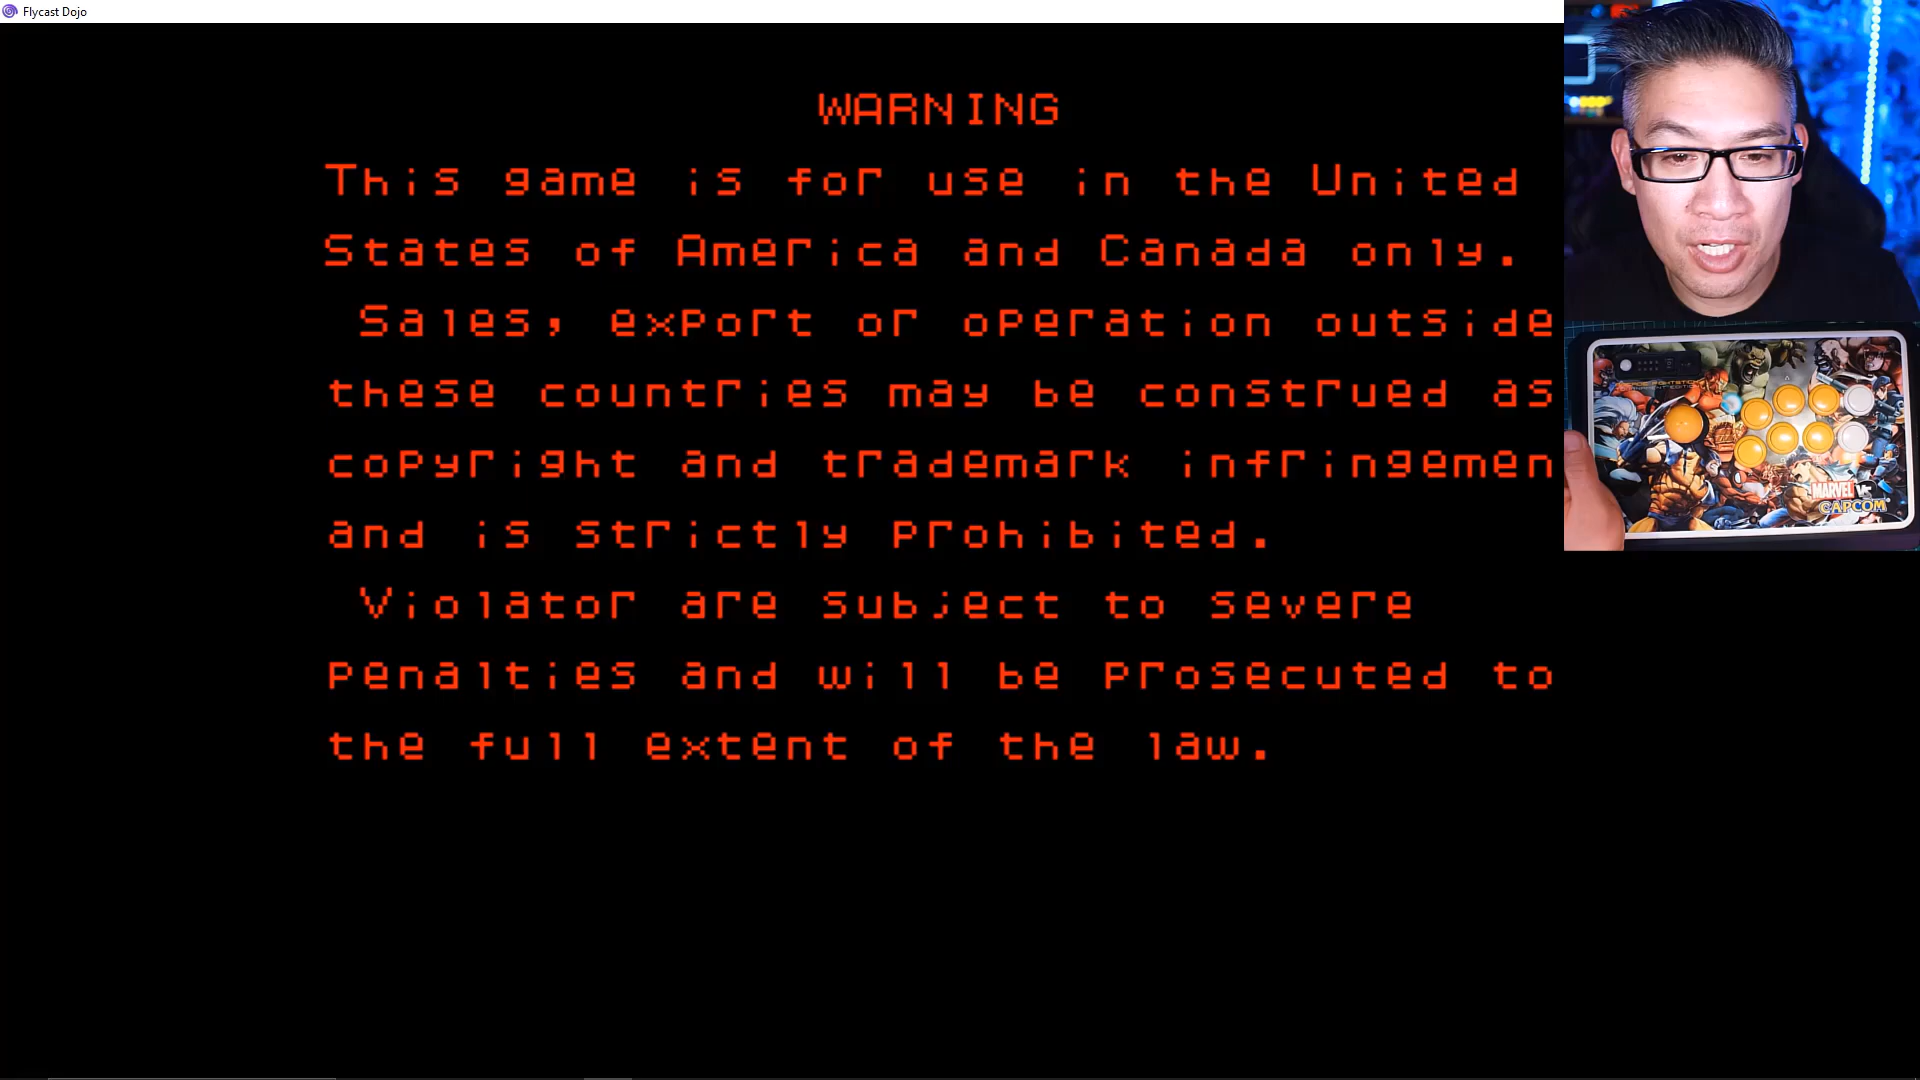 Flycast Dojo
WARNING
This game is for use in the United
States of America and Canada only.
Sales, export or operation outside
these countries may be construed as
copyright and trademark infringemen
and is strictly prohibited.
Violator are subject to severe
penalties and will be prosecuted to
the full extent of the law.
MARVEL VS
CAPCOM